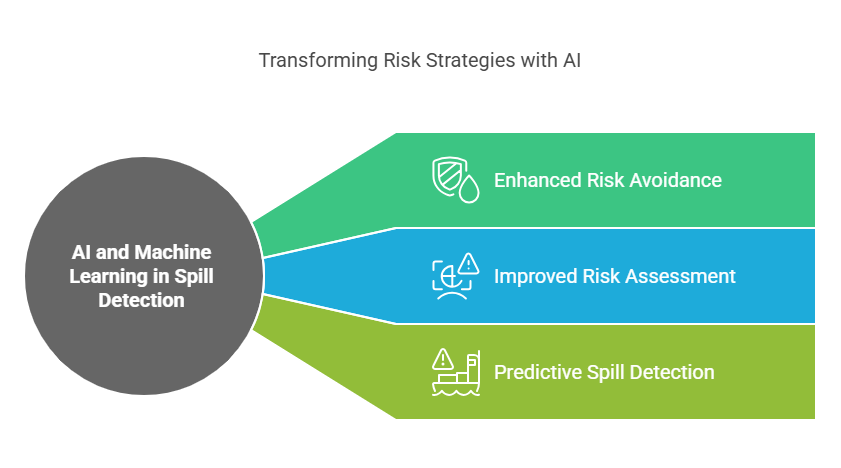 Transforming Risk Strategies with AI
AI and Machine
Learning in Spill
Detection
Enhanced Risk Avoidance
Improved Risk Assessment
Predictive Spill Detection